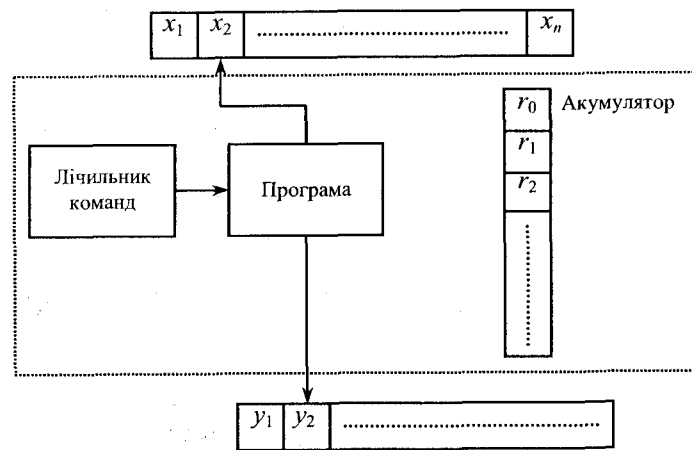 x₁ x₂ ........................................ xₙ
r₀ Акумулятор
r₁
Лічильник
команд
Програма
r₂
y₁ y₂ ........................................